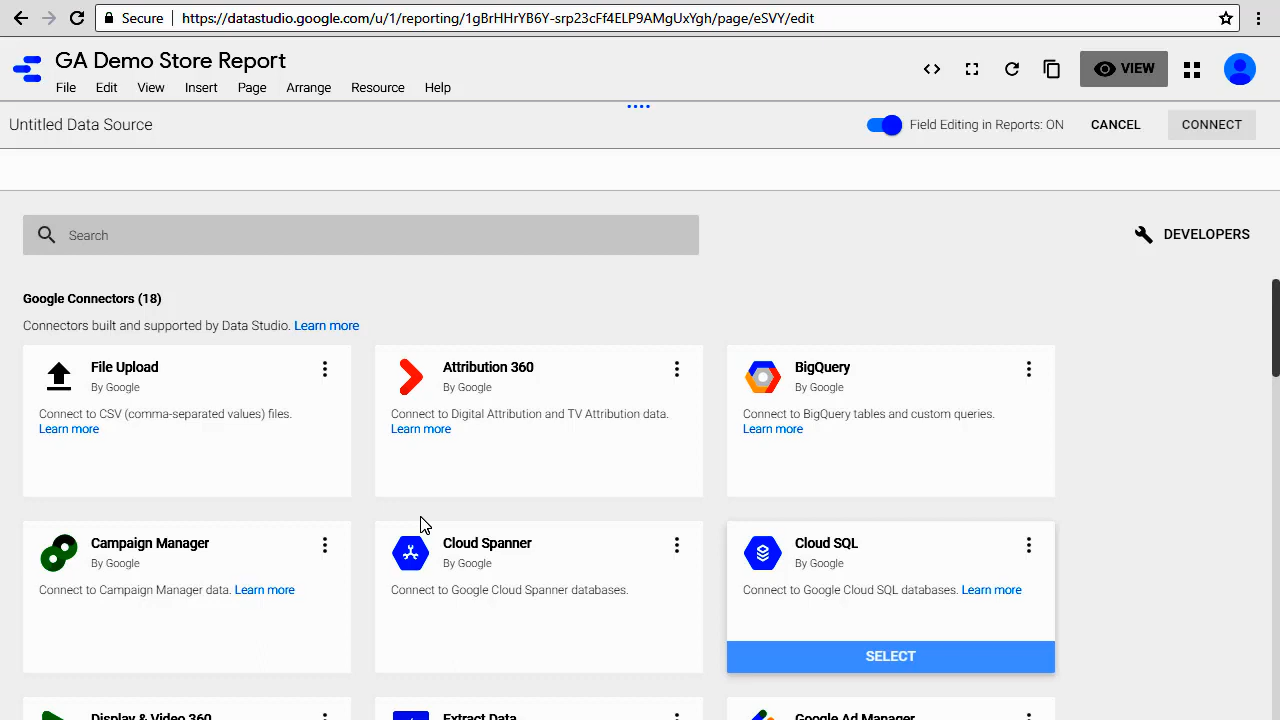 Secure
https://datastudio.google.com/u/1/reporting/1gBrHHrYB6Y-srp23cFf4ELP9AMgUxYgh/page/eSVY/edit
GA Demo Store Report
VIEW
File Edit View Insert Page Arrange Resource Help
Untitled Data Source
Field Editing in Reports: ON
CANCEL
CONNECT
Search
DEVELOPERS
Google Connectors (18)
Connectors built and supported by Data Studio. Learn more
File Upload
By Google
Connect to CSV (comma-separated values) files.
Learn more
Attribution 360
By Google
Connect to Digital Attribution and TV Attribution data.
Learn more
BigQuery
By Google
Connect to BigQuery tables and custom queries.
Learn more
Campaign Manager
By Google
Connect to Campaign Manager data. Learn more
Cloud Spanner
By Google
Connect to Google Cloud Spanner databases.
Cloud SQL
By Google
Connect to Google Cloud SQL databases. Learn more
SELECT
Display & Video 360
Extract Data
Google Ad Manager